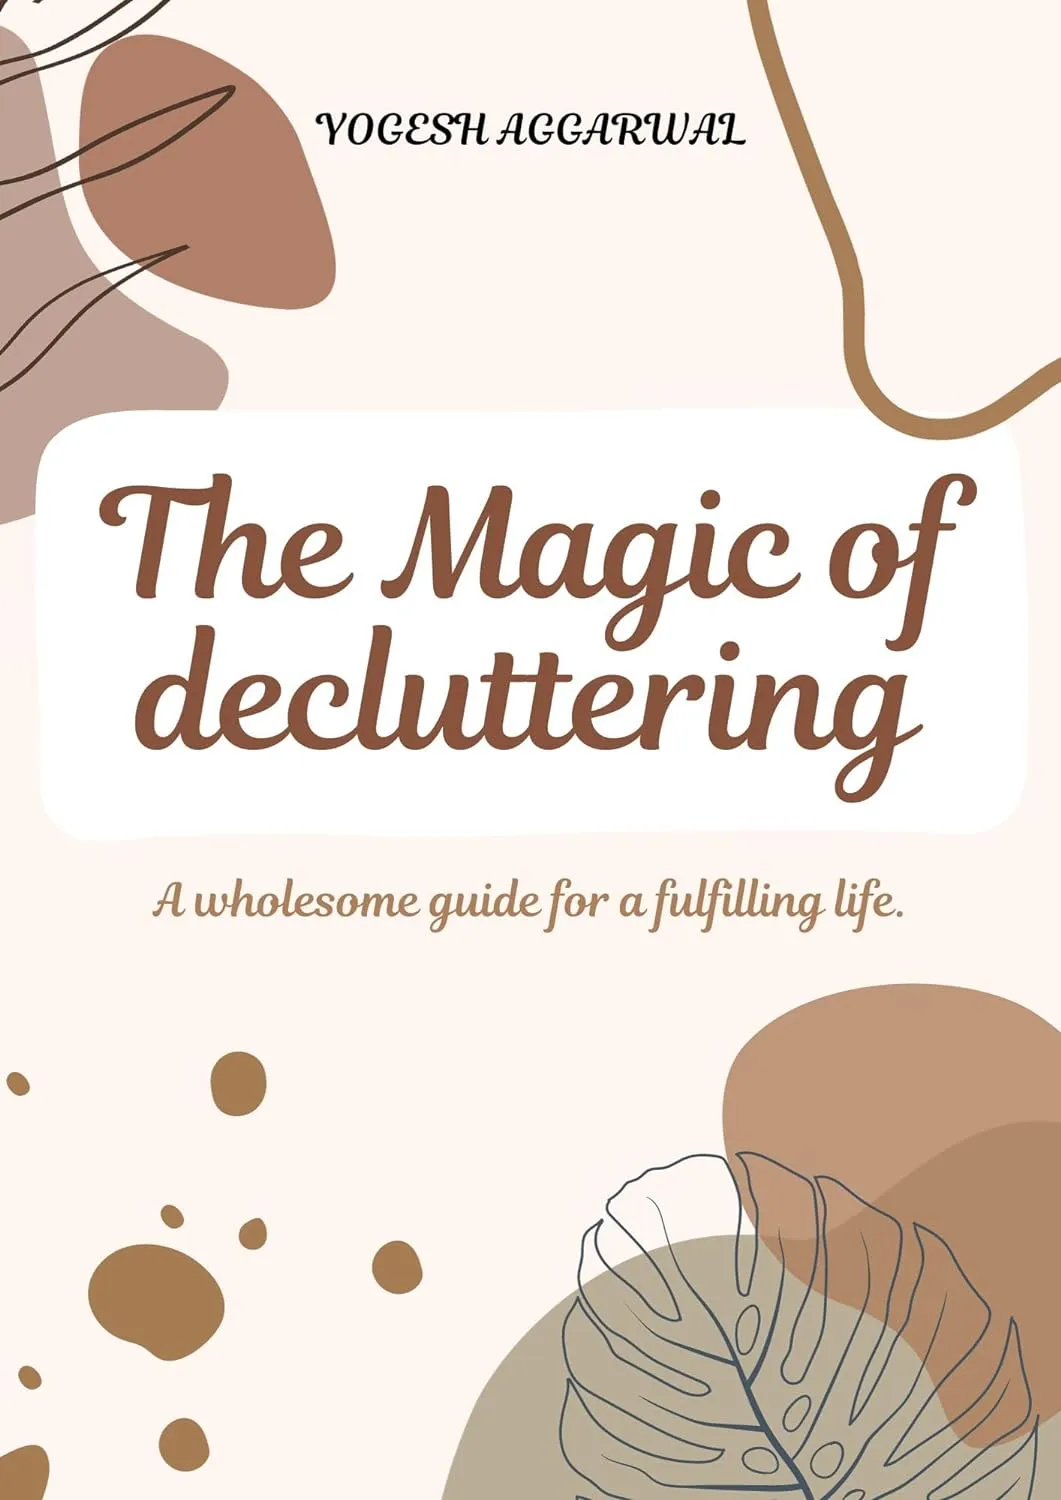 YOGESH AGGARWAL
The Magic of
decluttering
A wholesome guide for a fulfilling life.